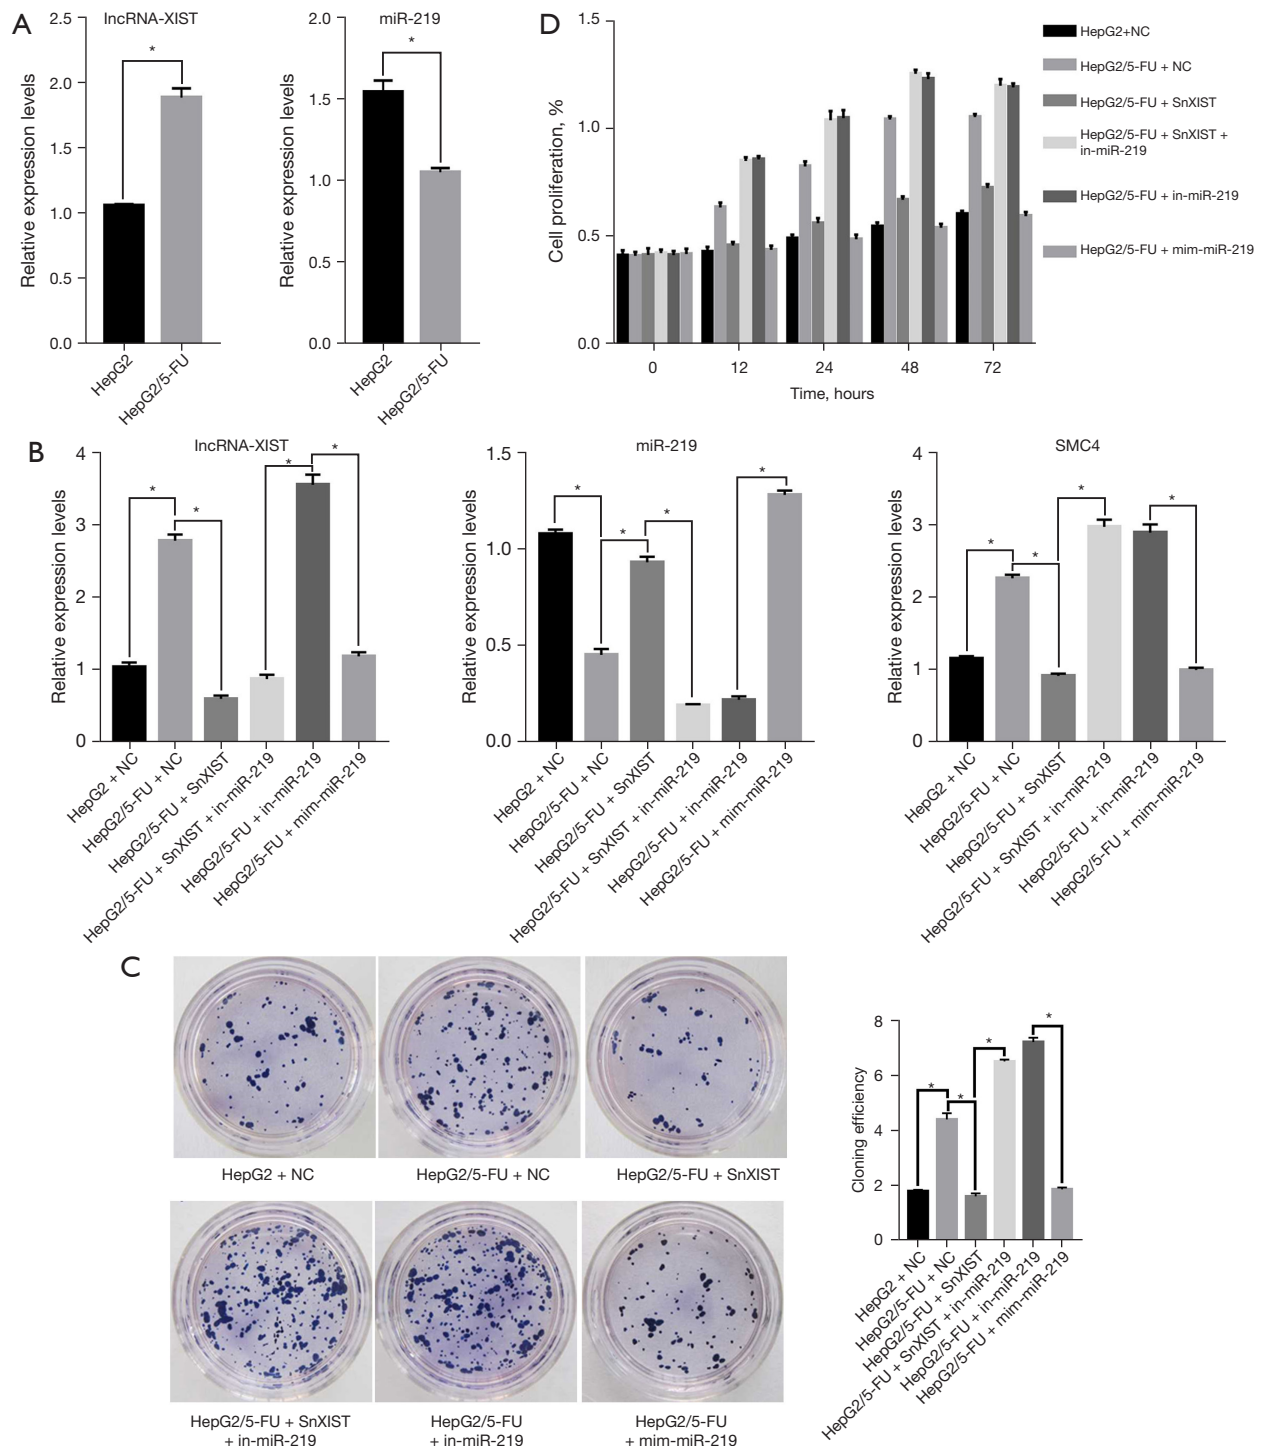 A
lncRNA-XIST
Relative expression levels
2.5
2.0
1.5
1.0
0.5
0.0
*
HepG2
HepG2/5-FU
miR-219
Relative expression levels
2.0
1.5
1.0
0.5
0.0
*
HepG2
HepG2/5-FU
D
Cell proliferation, %
1.5
1.0
0.5
0.0
0
12
24
48
72
Time, hours
HepG2+NC
HepG2/5-FU + NC
HepG2/5-FU + SnXIST
HepG2/5-FU + SnXIST +
in-miR-219
HepG2/5-FU + in-miR-219
HepG2/5-FU + mim-miR-219
B
lncRNA-XIST
Relative expression levels
4
3
2
1
0
*
*
*
*
HepG2 + NC
HepG2/5-FU + NC
HepG2/5-FU + SnXIST
HepG2/5-FU + SnXIST + in-miR-219
HepG2/5-FU + in-miR-219
HepG2/5-FU + mim-miR-219
miR-219
Relative expression levels
1.5
1.0
0.5
0.0
*
*
*
*
HepG2 + NC
HepG2/5-FU + NC
HepG2/5-FU + SnXIST
HepG2/5-FU + SnXIST + in-miR-219
HepG2/5-FU + in-miR-219
HepG2/5-FU + mim-miR-219
SMC4
Relative expression levels
4
3
2
1
0
*
*
*
*
HepG2 + NC
HepG2/5-FU + NC
HepG2/5-FU + SnXIST
HepG2/5-FU + SnXIST + in-miR-219
HepG2/5-FU + in-miR-219
HepG2/5-FU + mim-miR-219
C
HepG2 + NC
HepG2/5-FU + NC
HepG2/5-FU + SnXIST
HepG2/5-FU + SnXIST
+ in-miR-219
HepG2/5-FU
+ in-miR-219
HepG2/5-FU
+ mim-miR-219
Cloning efficiency
8
6
4
2
0
*
*
*
*
HepG2 + NC
HepG2/5-FU + NC
HepG2/5-FU + SnXIST
HepG2/5-FU + SnXIST + in-miR-219
HepG2/5-FU + in-miR-219
HepG2/5-FU + mim-miR-219